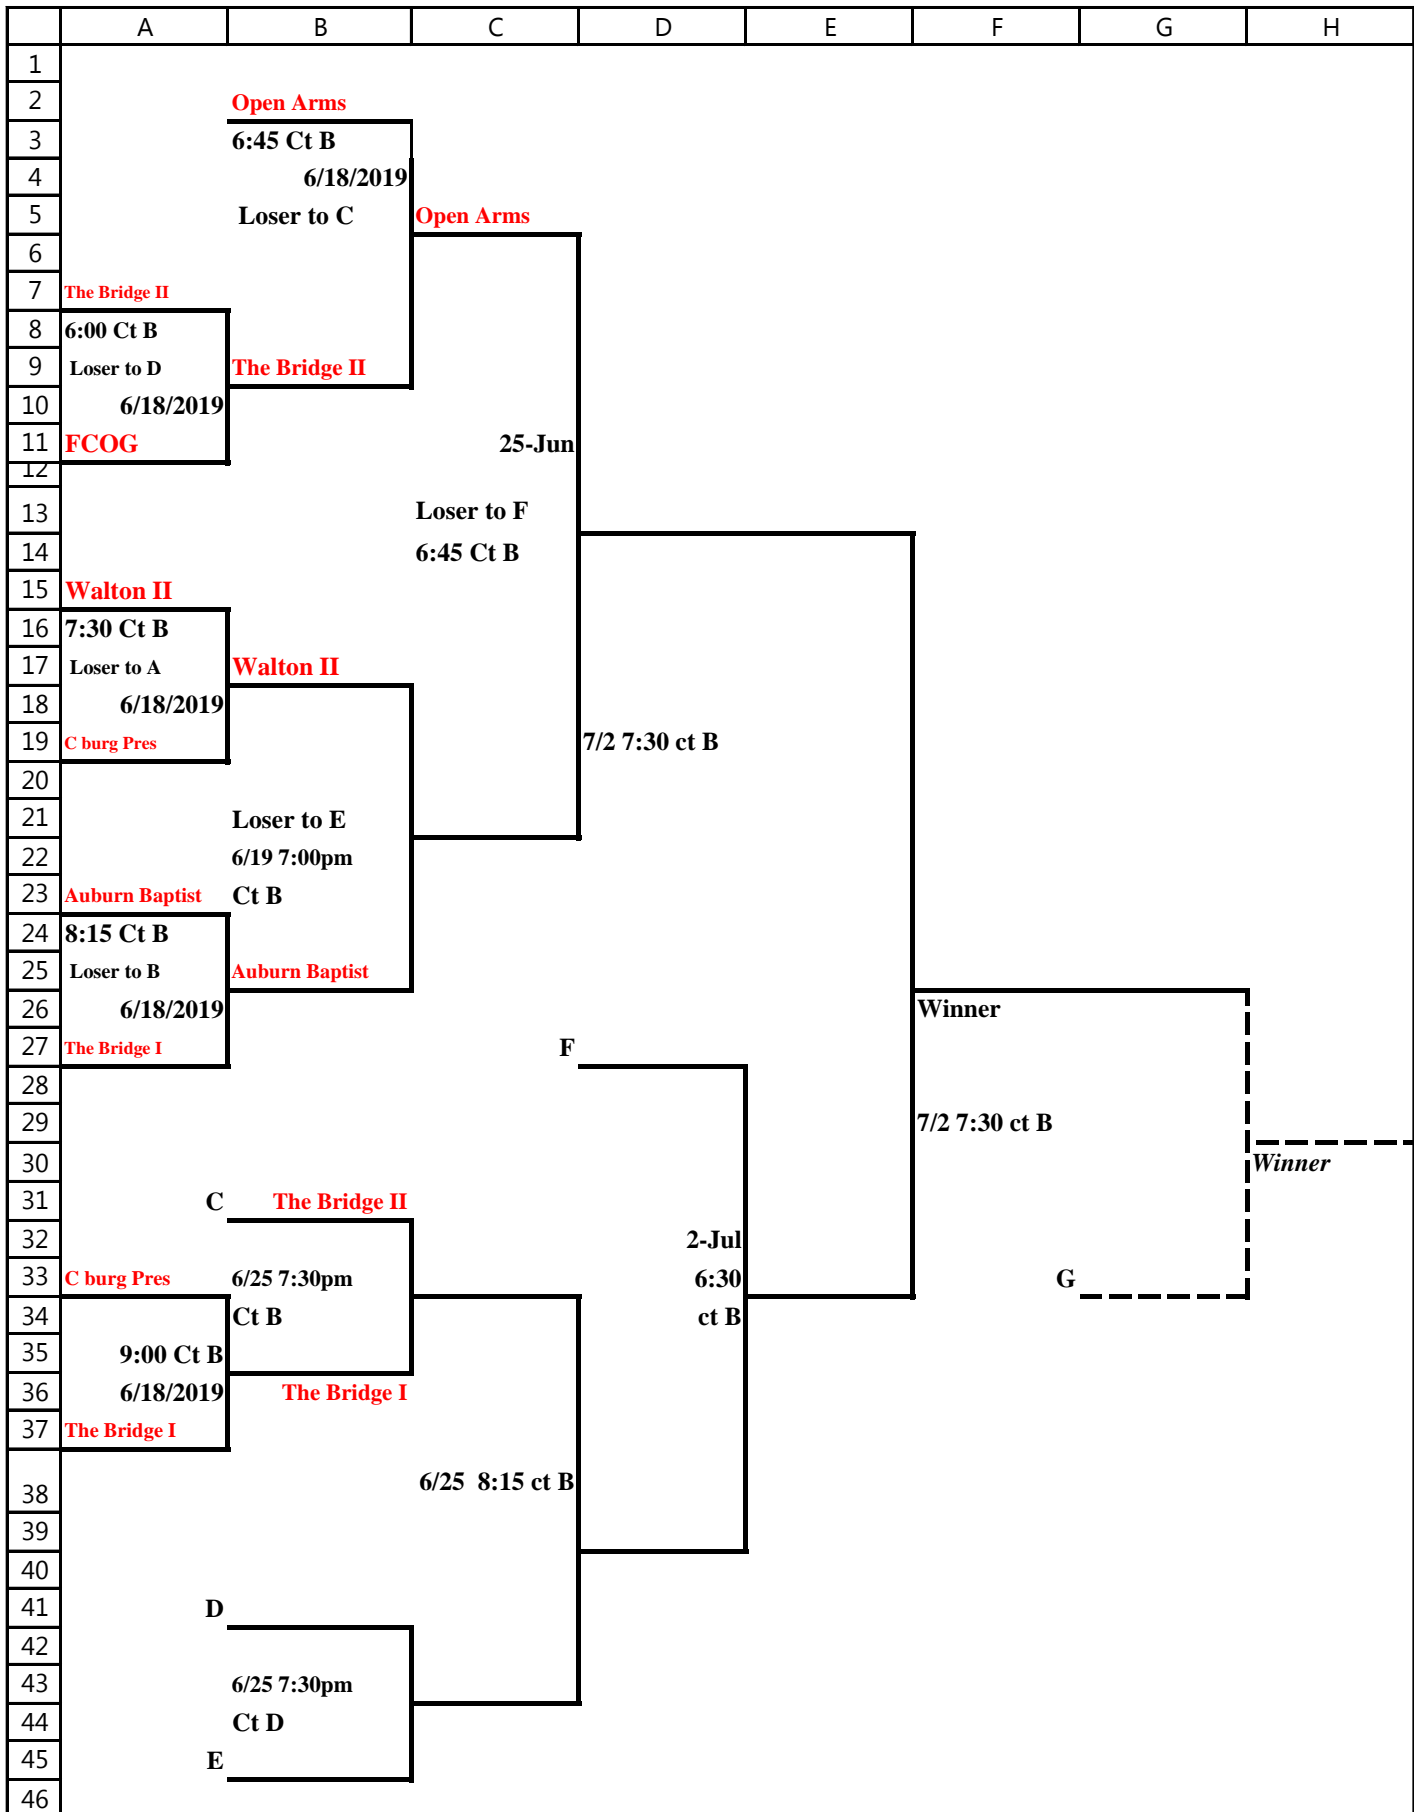 A B C D E F G H
1
2 Open Arms
3 6:45 Ct B
4 6/18/2019
5 Loser to C Open Arms
6
7 The Bridge II
8 6:00 Ct B
9 Loser to D The Bridge II
10 6/18/2019
11 FCOG 25-Jun
12
13 Loser to F
14 6:45 Ct B
15 Walton II
16 7:30 Ct B
17 Loser to A Walton II
18 6/18/2019
19 C burg Pres 7/2 7:30 ct B
20
21 Loser to E
22 6/19 7:00pm
23 Auburn Baptist Ct B
24 8:15 Ct B
25 Loser to B Auburn Baptist
26 6/18/2019 Winner
27 The Bridge I F
28
29 7/2 7:30 ct B
30 Winner
31 C The Bridge II
32 2-Jul
33 C burg Pres 6/25 7:30pm 6:30 G
34 Ct B ct B
35 9:00 Ct B
36 6/18/2019 The Bridge I
37 The Bridge I
38 6/25 8:15 ct B
39
40
41 D
42
43 6/25 7:30pm
44 Ct D
45 E
46